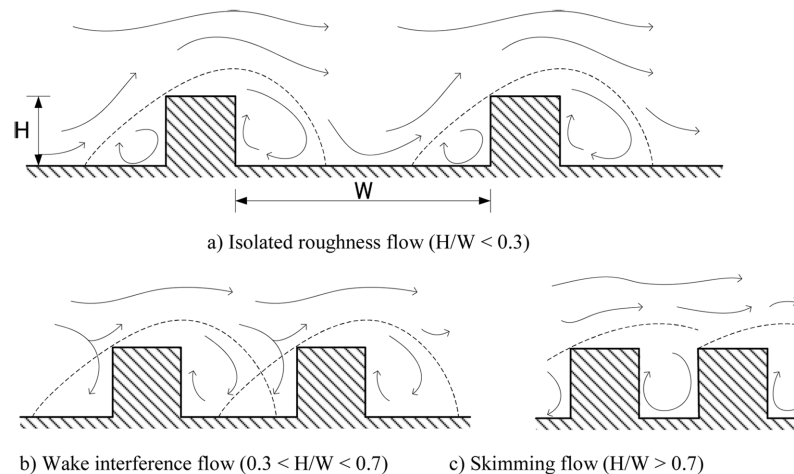 H
W
a) Isolated roughness flow (H/W < 0.3)
b) Wake interference flow (0.3 < H/W < 0.7)
c) Skimming flow (H/W > 0.7)